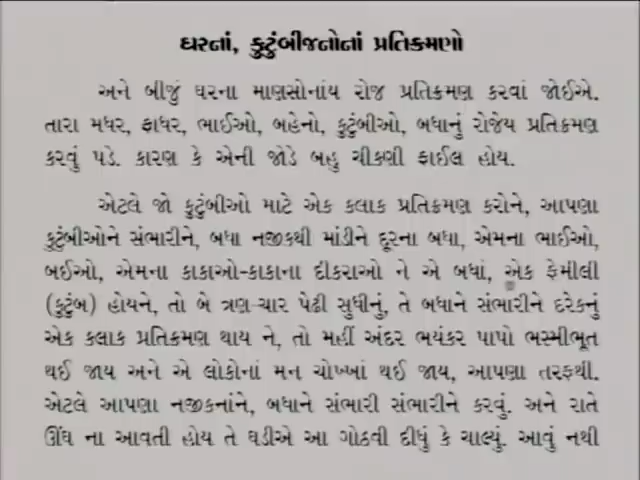 ઘરનાં, કુટુંબીજનોનાં પ્રતિક્રમણો
અને બીજું ઘરના માણસોનાંય રોજ પ્રતિક્રમણ કરવાં જોઈએ.
તારા મધર, ફાધર, ભાઈઓ, બહેનો, કુટુંબીઓ, બધાનું રોજેય પ્રતિક્રમણ
કરવું પડે. કારણ કે એની જોડે બહુ ચીકણી ફાઈલ હોય.
એટલે જો કુટુંબીઓ માટે એક કલાક પ્રતિક્રમણ કરોને, આપણા
કુટુંબીઓને સંભારીને, બધા નજીકથી માંડીને દૂરના બધા, એમના ભાઈઓ,
બઈઓ, એમના કાકાઓ-કાકાના દીકરાઓ ને એ બધાં, એક ફેમીલી
(કુટુંબ) હોયને, તો બે ત્રણ-ચાર પેઢી સુધીનું, તે બધાને સંભારીને દરેકનું
એક કલાક પ્રતિક્રમણ થાય ને, તો મહીં અંદર ભયંકર પાપો ભસ્મીભૂત
થઈ જાય અને એ લોકોનાં મન ચોખ્ખાં થઈ જાય, આપણા તરફથી.
એટલે આપણા નજીકનાંને, બધાને સંભારી સંભારીને કરવું. અને રાતે
ઊંઘ ના આવતી હોય તે ઘડીએ આ ગોઠવી દીધું કે ચાલ્યું. આવું નથી